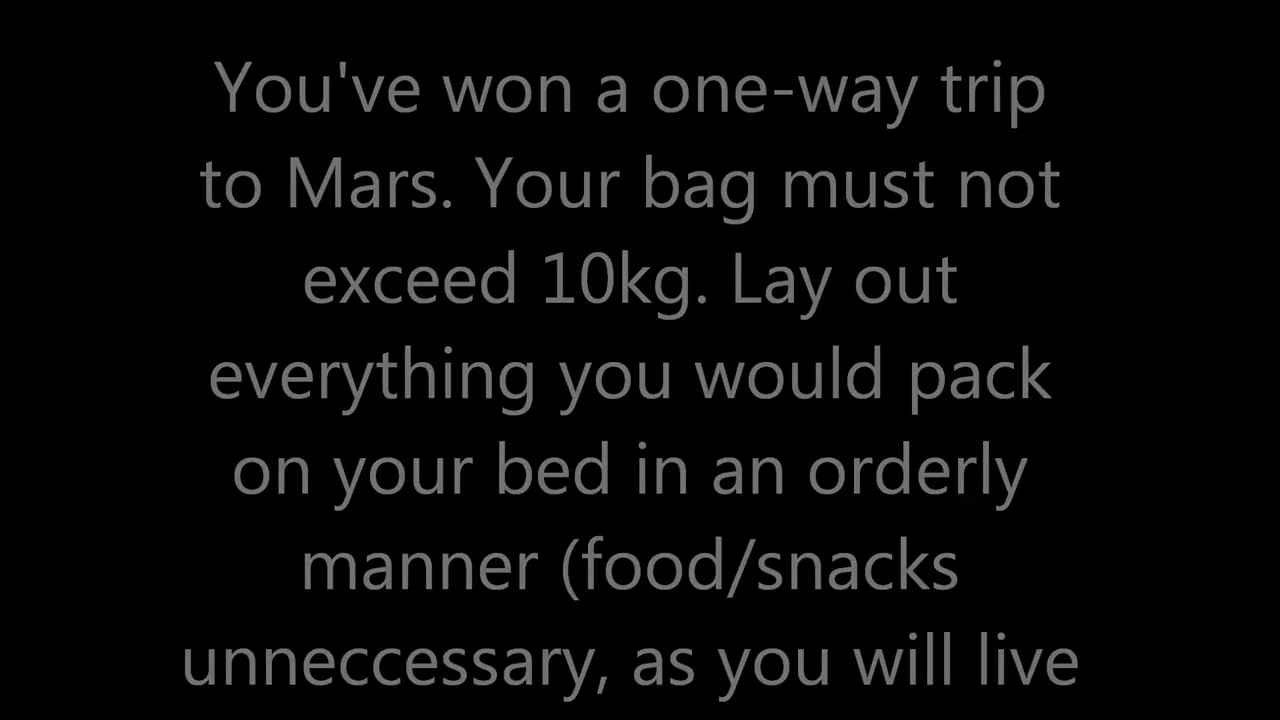 You've won a one-way trip
to Mars. Your bag must not
exceed 10kg. Lay out
everything you would pack
on your bed in an orderly
manner (food/snacks
unneccessary, as you will live